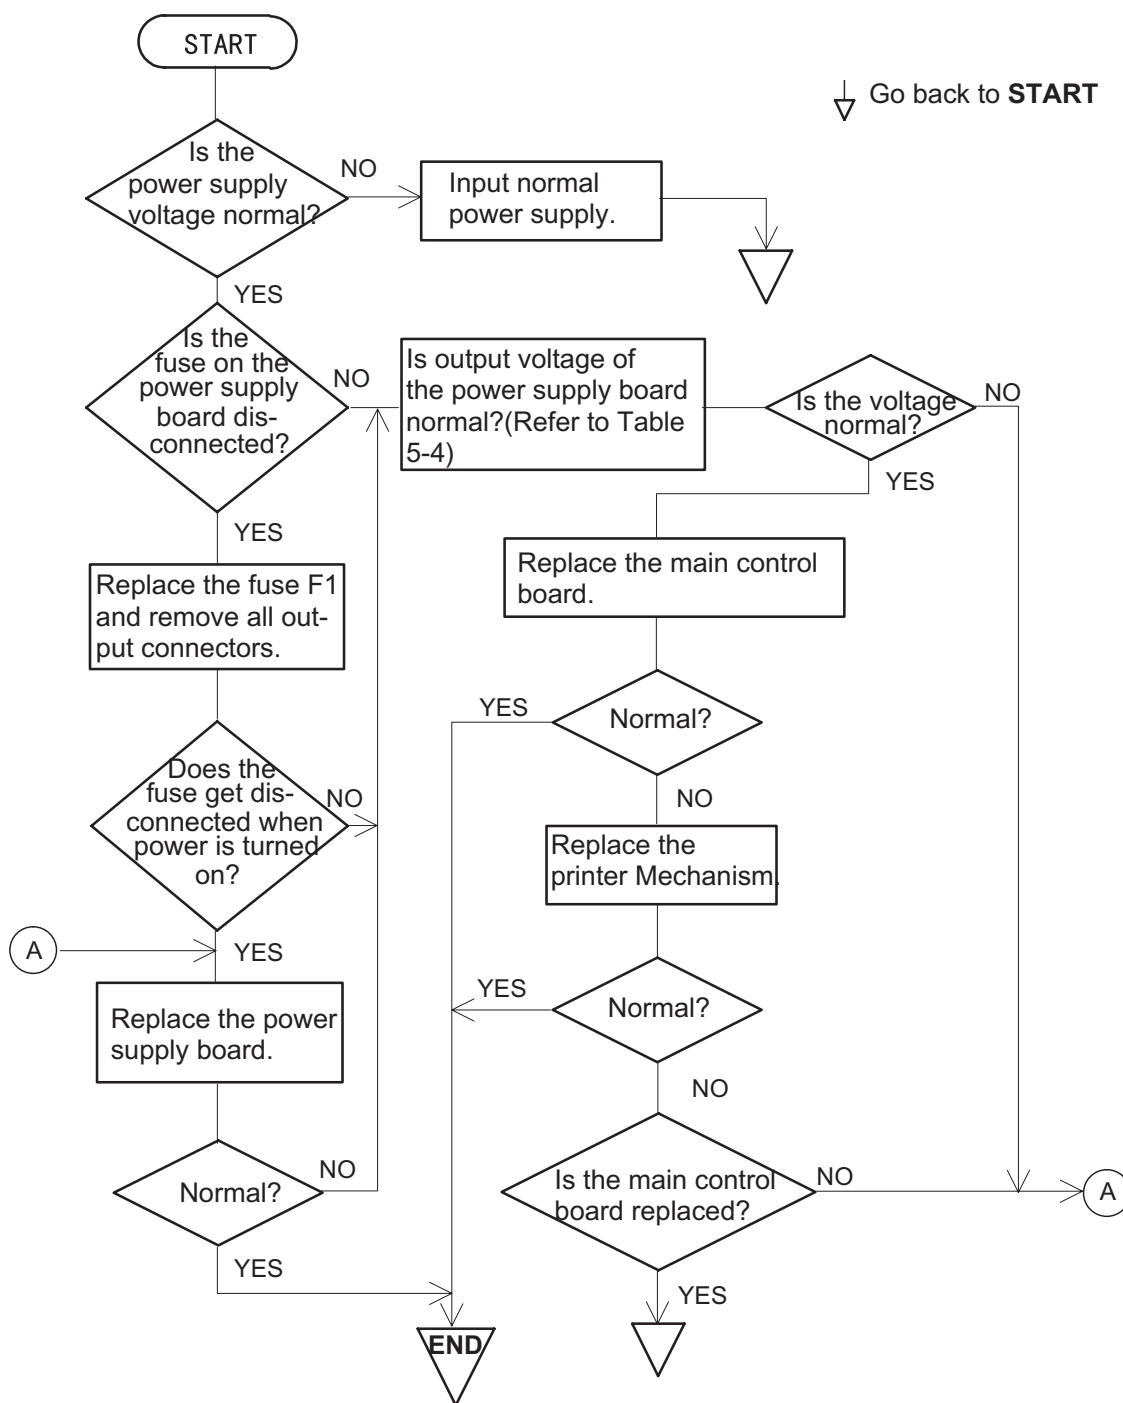 START
Go back to START
Is the
power supply
voltage normal?
NO
Input normal
power supply.
YES
Is the
fuse on the
power supply
board dis-
connected?
NO
Is output voltage of
the power supply board
normal?(Refer to Table
5-4)
Is the voltage
normal?
NO
YES
YES
Replace the main control
board.
Replace the fuse F1
and remove all out-
put connectors.
YES
Normal?
NO
Does the
fuse get dis-
connected when
power is turned
on?
NO
Replace the
printer Mechanism.
A
YES
YES
Normal?
Replace the power
supply board.
NO
Normal?
NO
Is the main control
board replaced?
NO
A
YES
YES
END